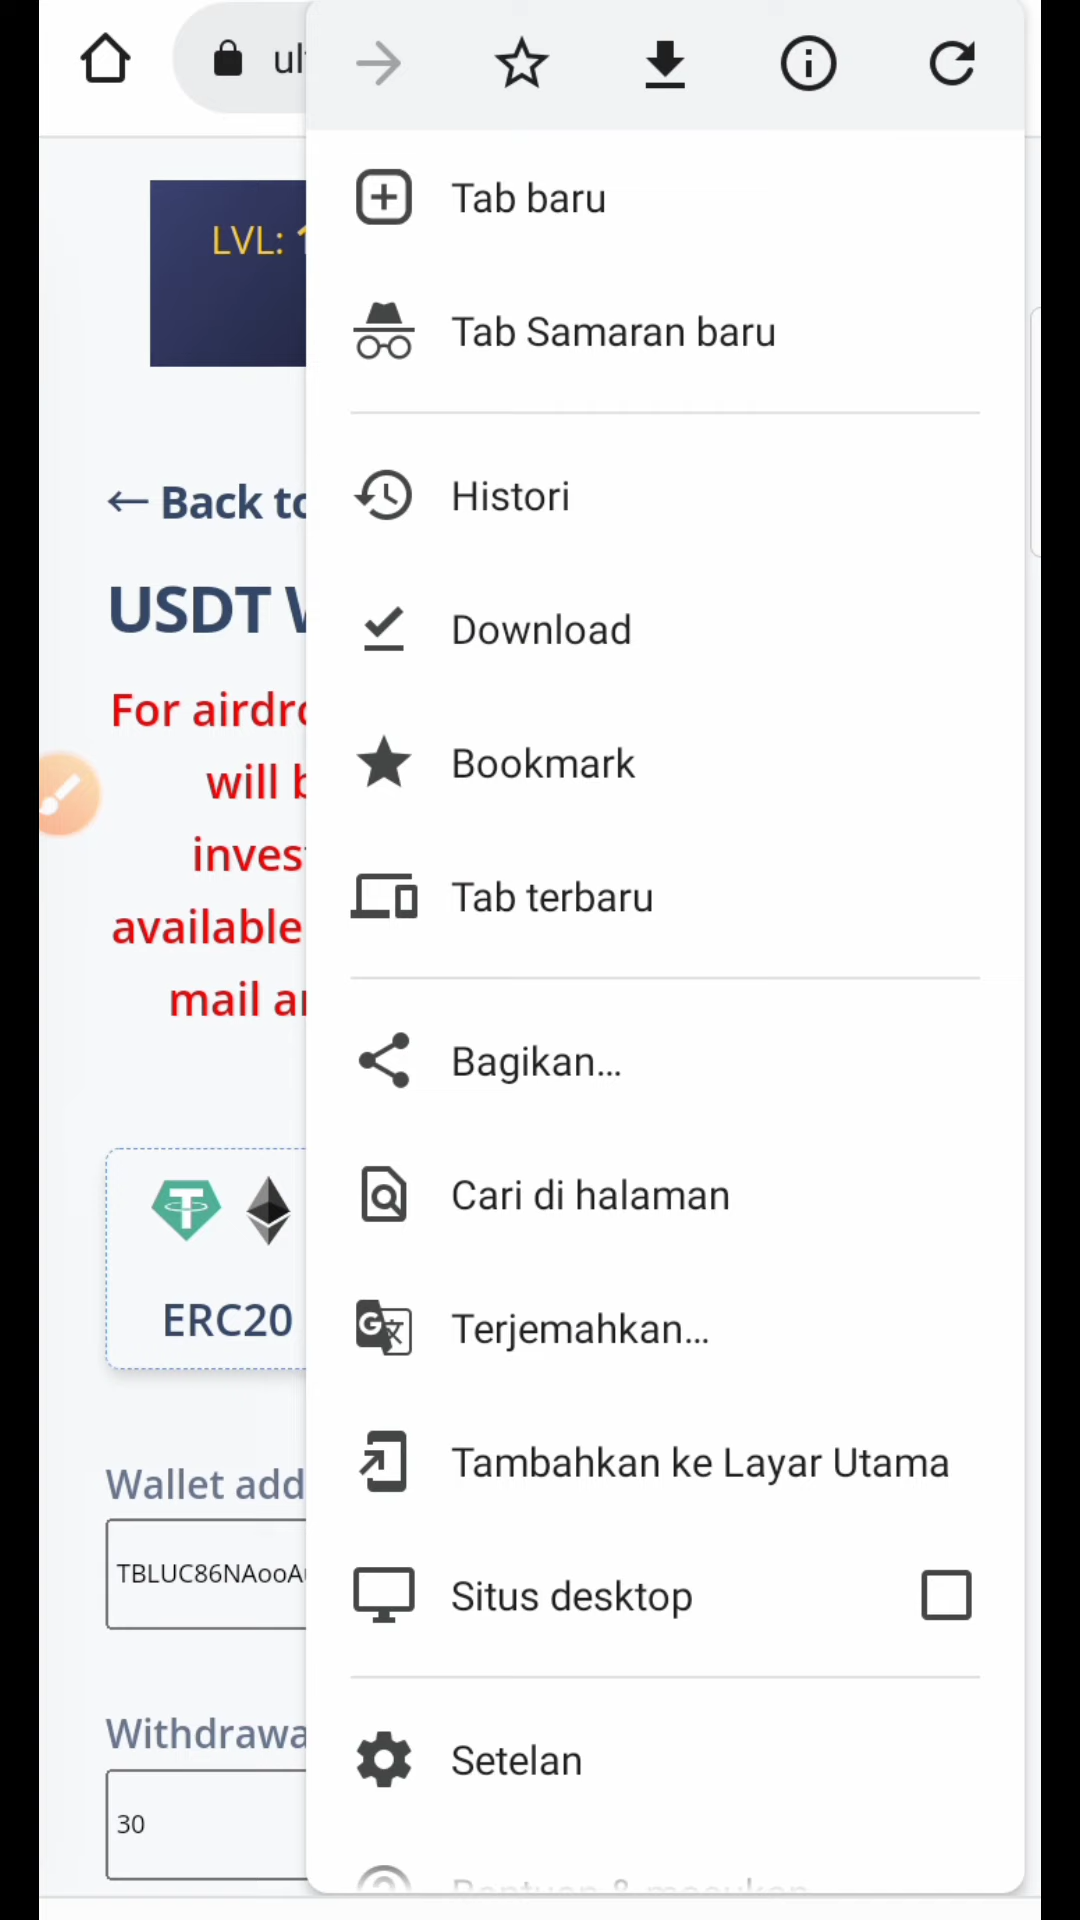 ul
LVL:
Tab baru
Tab Samaran baru
← Back to
Histori
USDT
Download
For airdro
will b
Bookmark
inves
available
Tab terbaru
mail a
Bagikan...
Cari di halaman
ERC20
Terjemahkan...
Wallet add
Tambahkan ke Layar Utama
TBLUC86NAooA
Situs desktop
Withdrawa
Setelan
30
Bantuan & masukan